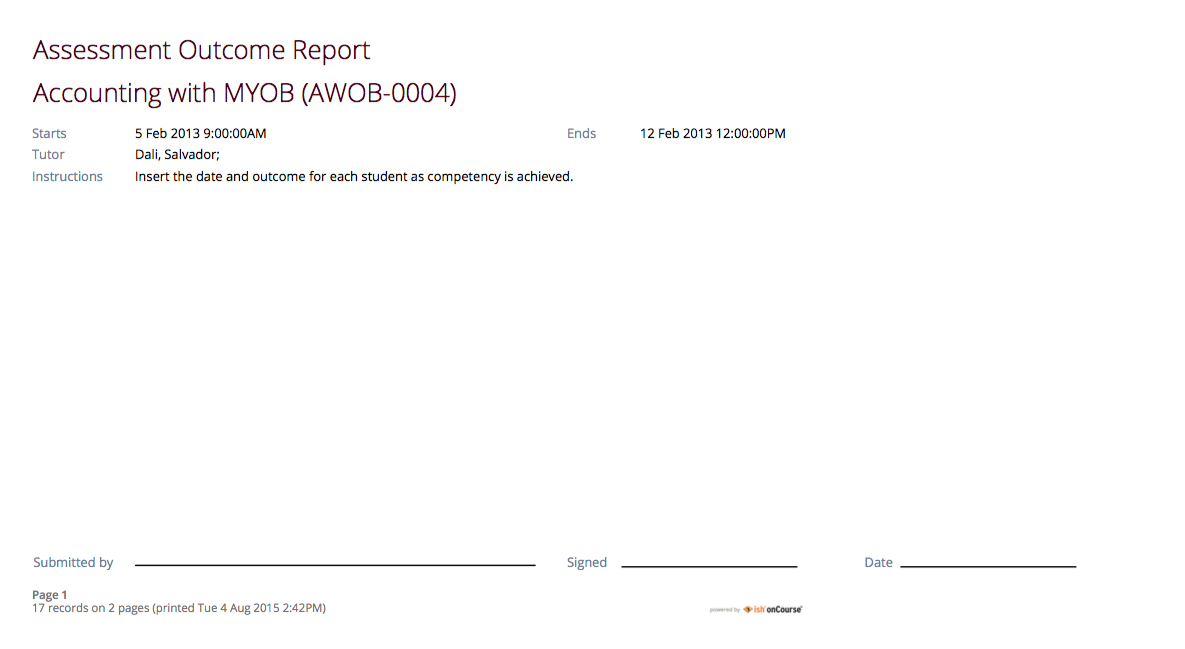 Assessment Outcome Report
Accounting with MYOB (AWOB-0004)
Starts 5 Feb 2013 9:00:00AM Ends 12 Feb 2013 12:00:00PM
Tutor Dali, Salvador;
Instructions Insert the date and outcome for each student as competency is achieved.
Submitted by Signed Date
Page 1
17 records on 2 pages (printed Tue 4 Aug 2015 2:42PM)
powered by ish onCourse